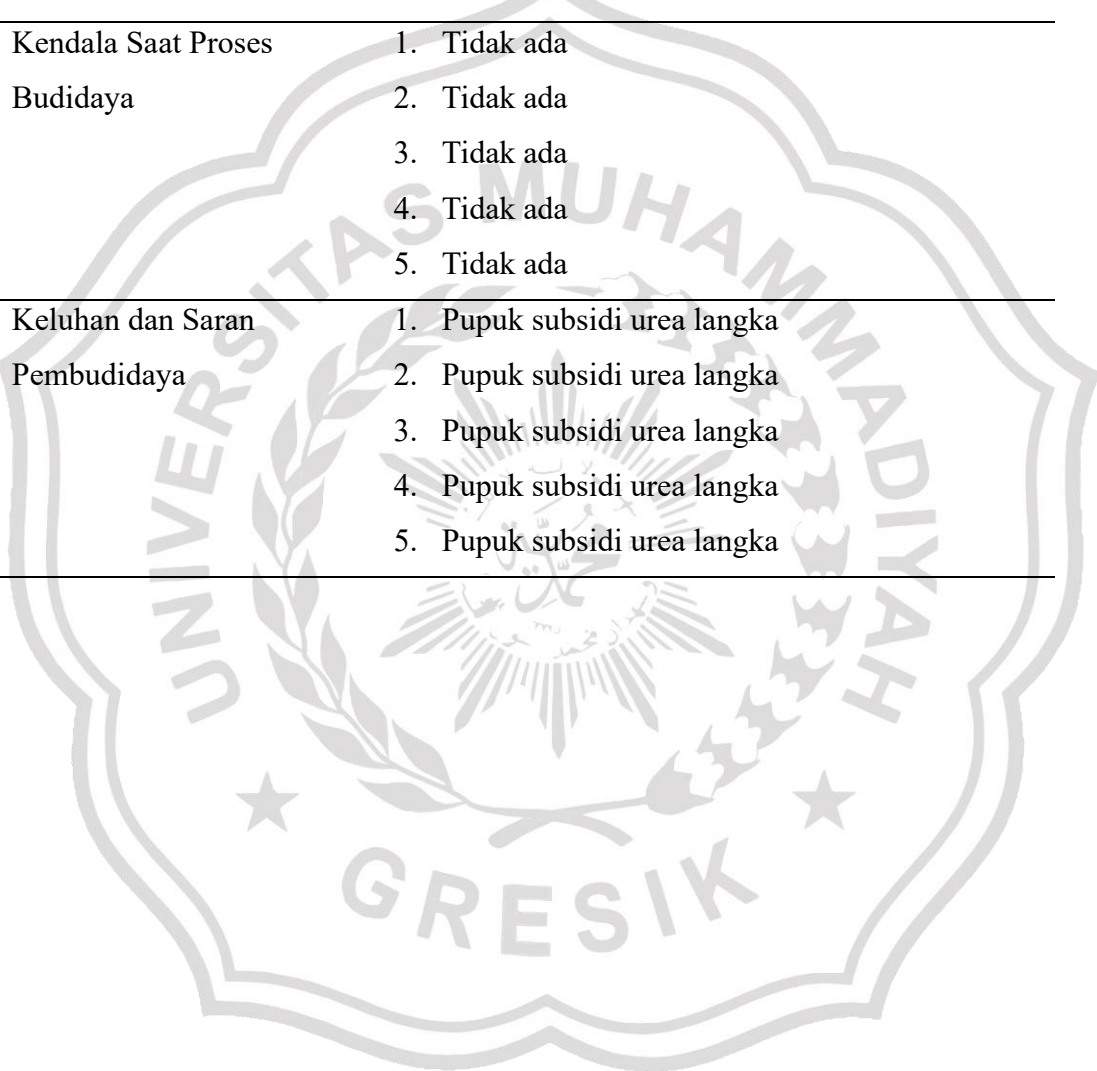 Kendala Saat Proses 1. Tidak ada
Budidaya 2. Tidak ada
3. Tidak ada
4. Tidak ada
5. Tidak ada
Keluhan dan Saran 1. Pupuk subsidi urea langka
Pembudidaya 2. Pupuk subsidi urea langka
3. Pupuk subsidi urea langka
4. Pupuk subsidi urea langka
5. Pupuk subsidi urea langka
UNIVERSITAS MUHAMMADIYAH
GRESIK